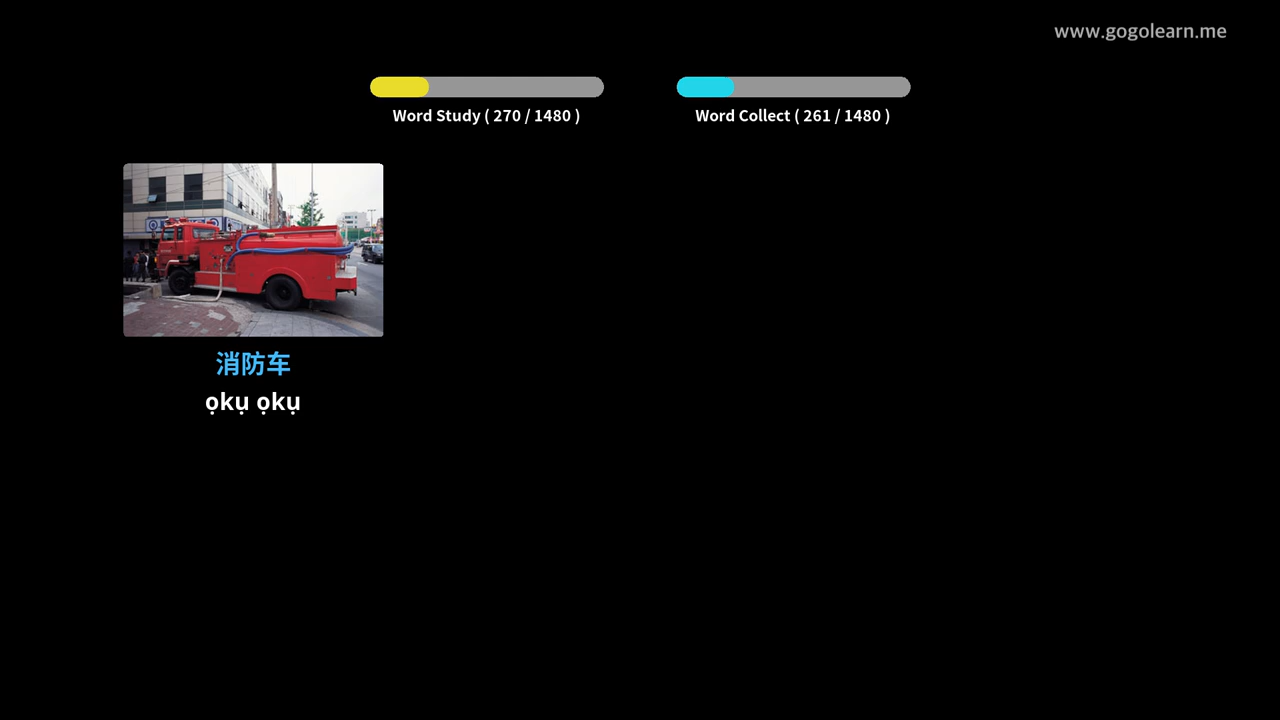 www.gogolearn.me
Word Study ( 270 / 1480 )
Word Collect ( 261 / 1480 )
消防车
ọkụ ọkụ